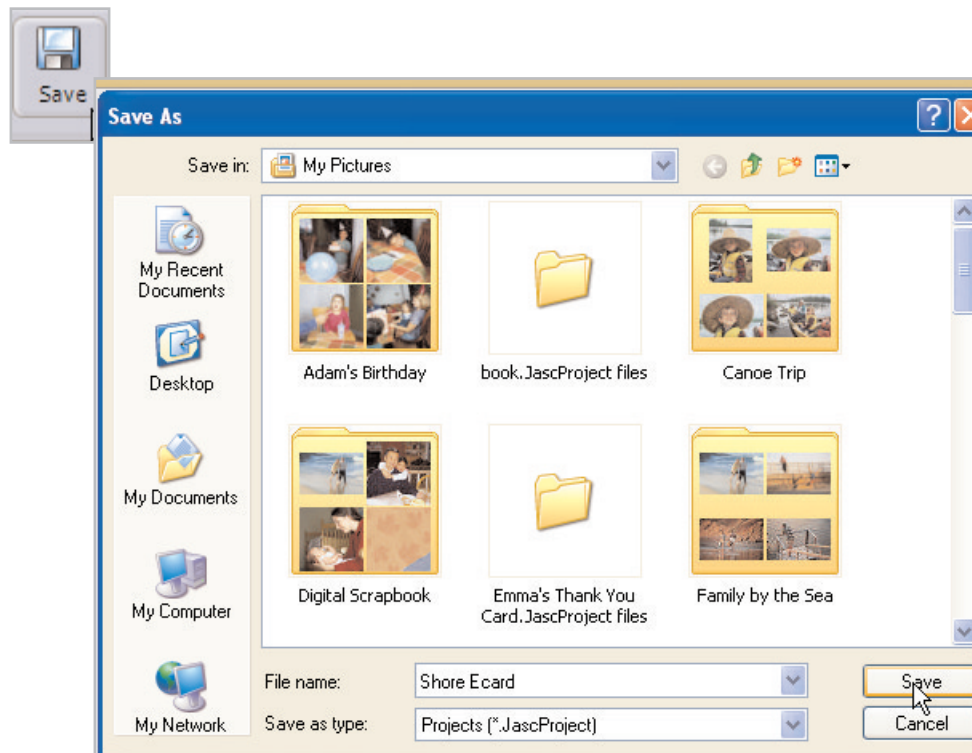 Save
Save As
Save in:
My Pictures
My Recent
Documents
Desktop
My Documents
My Computer
My Network
Adam's Birthday
book.JascProject files
Canoe Trip
Digital Scrapbook
Emma's Thank You
Card.JascProject files
Family by the Sea
File name:
Shore Ecard
Save
Save as type:
Projects (*.JascProject)
Cancel